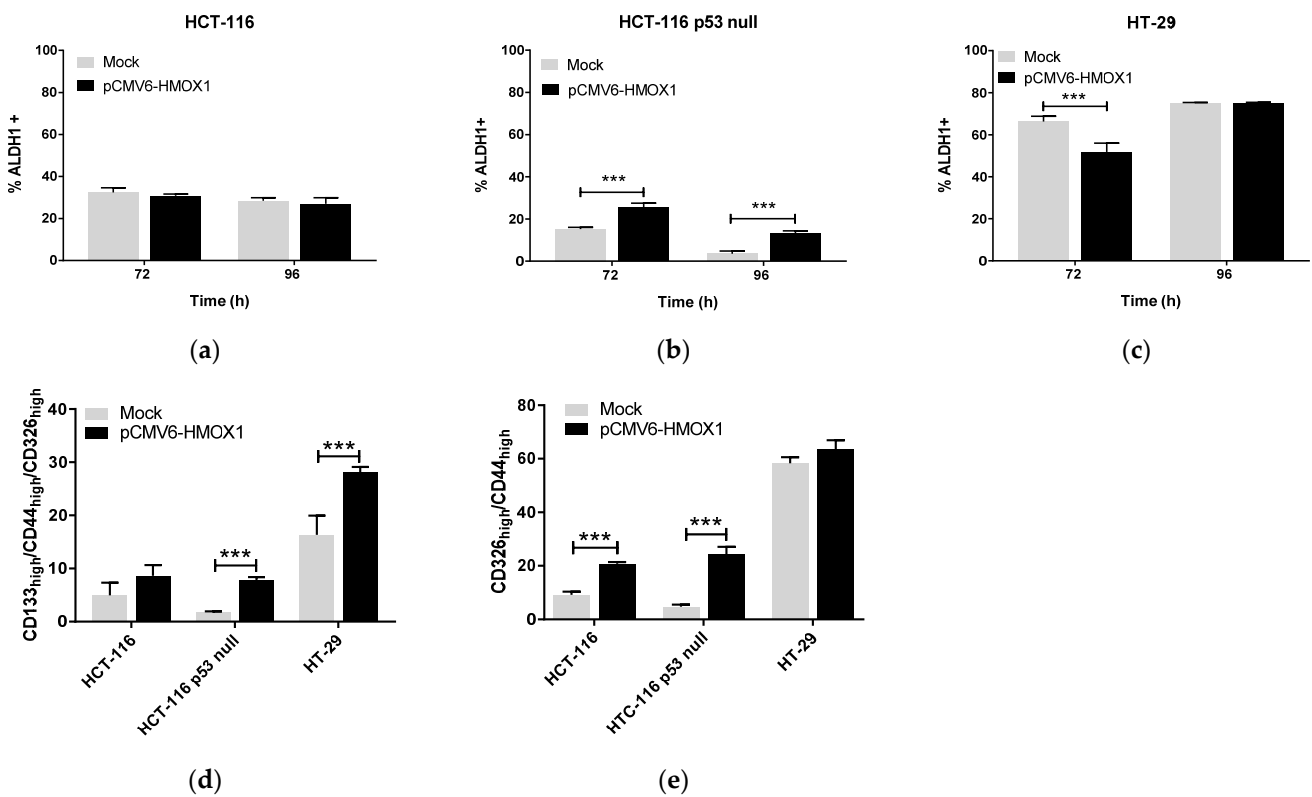 HCT-116
% ALDH1 +
100
80
60
40
20
0
Mock
pCMV6-HMOX1
72
96
Time (h)
(a)
HCT-116 p53 null
% ALDH1+
100
80
60
40
20
0
Mock
pCMV6-HMOX1
***
***
72
96
Time (h)
(b)
HT-29
% ALDH1+
100
80
60
40
20
0
Mock
pCMV6-HMOX1
***
72
96
Time (h)
(c)
CD133high/CD44high/CD326high
40
30
20
10
0
Mock
pCMV6-HMOX1
***
***
HCT-116
HCT-116 p53 null
HT-29
(d)
CD326high/CD44high
80
60
40
20
0
Mock
pCMV6-HMOX1
***
***
HCT-116
HTC-116 p53 null
HT-29
(e)